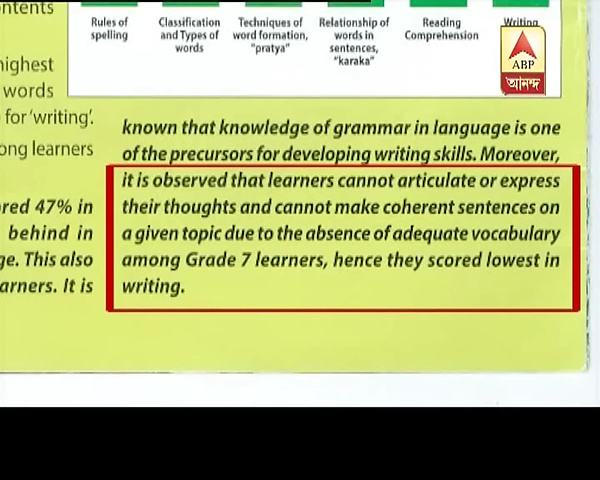 ntents
ighest
words
for 'writing'.
ong learners
red 47% in
behind in
ge. This also
arners. It is
Rules of
spelling
Classification
and Types of
words
Techniques of
word formation,
"pratya"
Relationship of
words in
sentences,
"karaka"
Reading
Comprehension
Writing
ABP
আনন্দ
known that knowledge of grammar in language is one
of the precursors for developing writing skills. Moreover,
it is observed that learners cannot articulate or express
their thoughts and cannot make coherent sentences on
a given topic due to the absence of adequate vocabulary
among Grade 7 learners, hence they scored lowest in
writing.